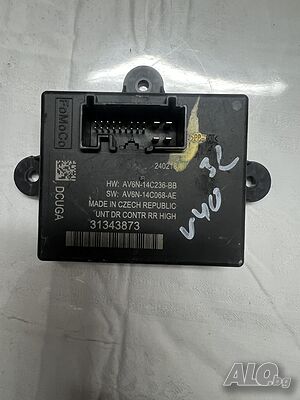 FoMoCo
240218
DCUGA
HW: AV6N-14C236-BB
SW: AV6N-14C068-AE
MADE IN CZECH REPUBLIC
UNT DR CONTR RR HIGH
31343873
V40
ALO.bg